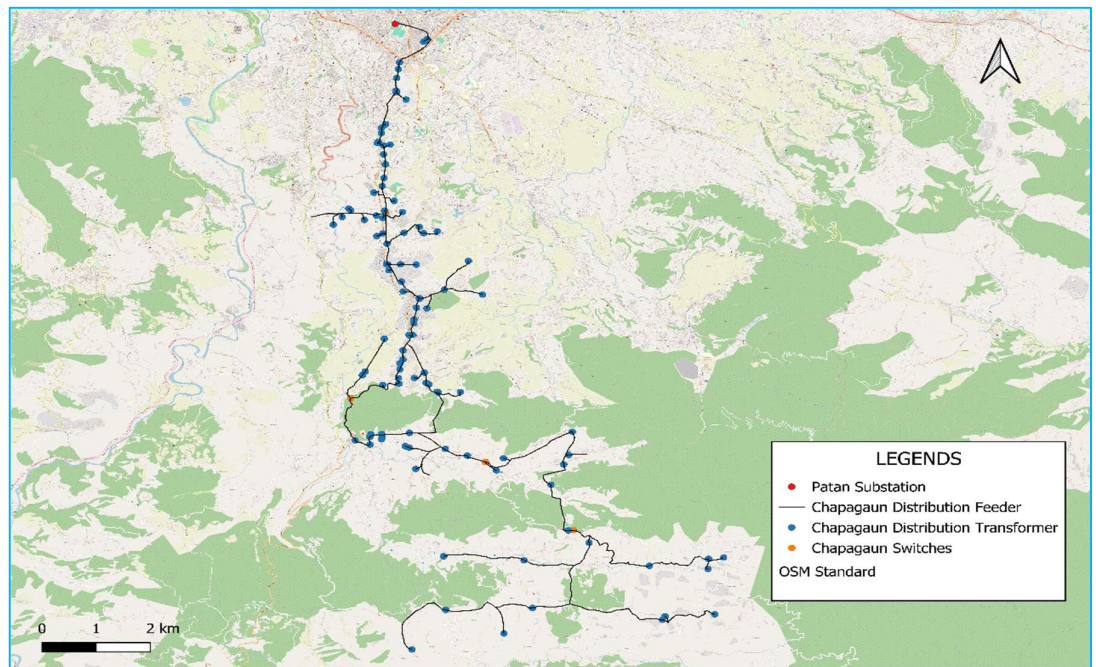 LEGENDS
Patan Substation
Chapagaun Distribution Feeder
Chapagaun Distribution Transformer
Chapagaun Switches
OSM Standard
0 1 2 km